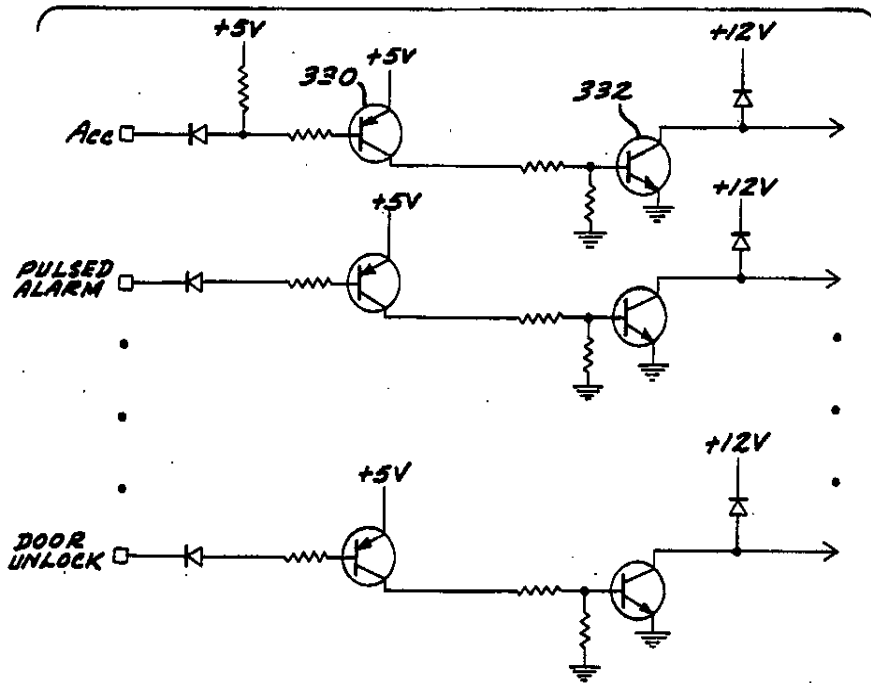 +5V
+5V
+12V
330
332
Acc
+5V
+12V
PULSED
ALARM
+12V
+5V
DOOR
UNLOCK